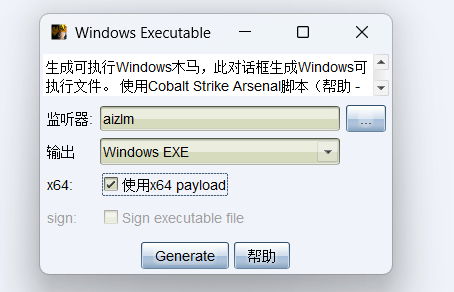 Windows Executable
生成可执行Windows木马，此对话框生成Windows可
执行文件。 使用Cobalt Strike Arsenal脚本（帮助 -
监听器: aizlm ...
输出 Windows EXE
x64: 使用x64 payload
sign: Sign executable file
Generate 帮助